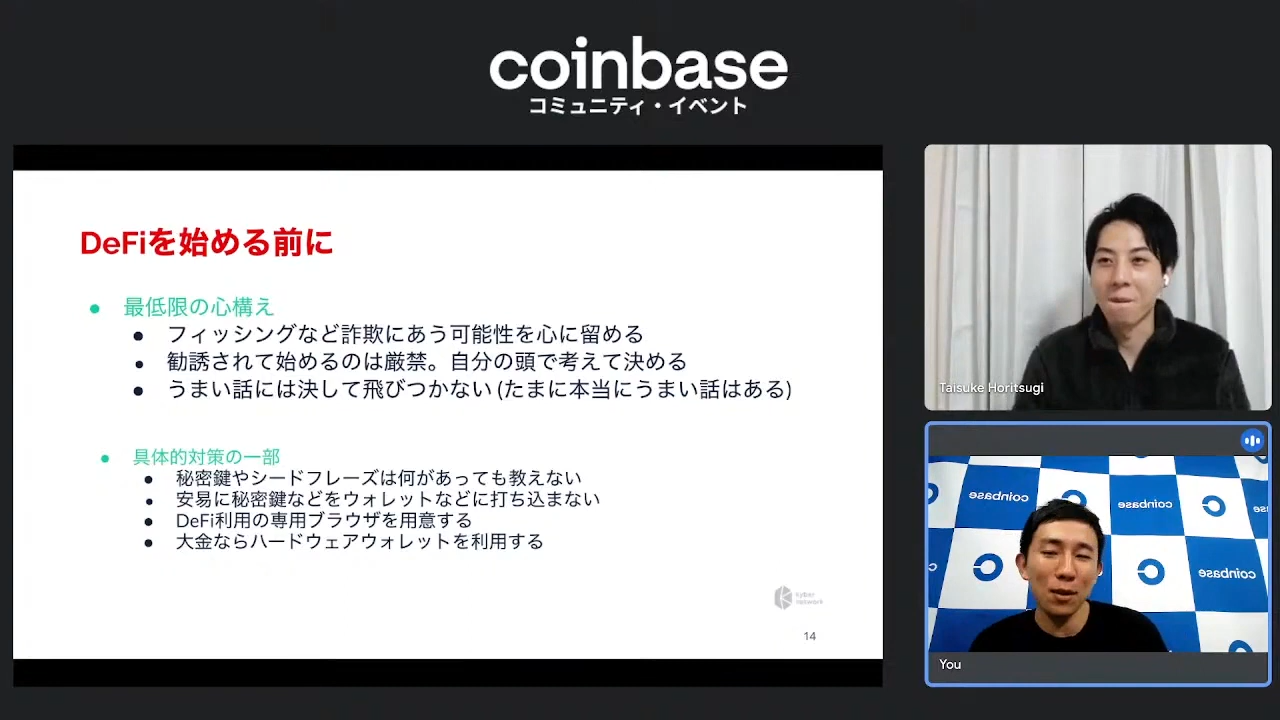 coinbase
コミュニティ・イベント
DeFiを始める前に
最低限の心構え
フィッシングなど詐欺にあう可能性を心に留める
勧誘されて始めるのは厳禁。自分の頭で考えて決める
うまい話には決して飛びつかない (たまに本当にうまい話はある)
具体的対策の一部
秘密鍵やシードフレーズは何があっても教えない
安易に秘密鍵などをウォレットなどに打ち込まない
DeFi利用の専用ブラウザを用意する
大金ならハードウェアウォレットを利用する
kyber
network
14
Taisuke Horitsugi
coinbase
coinbase
coinbase
You